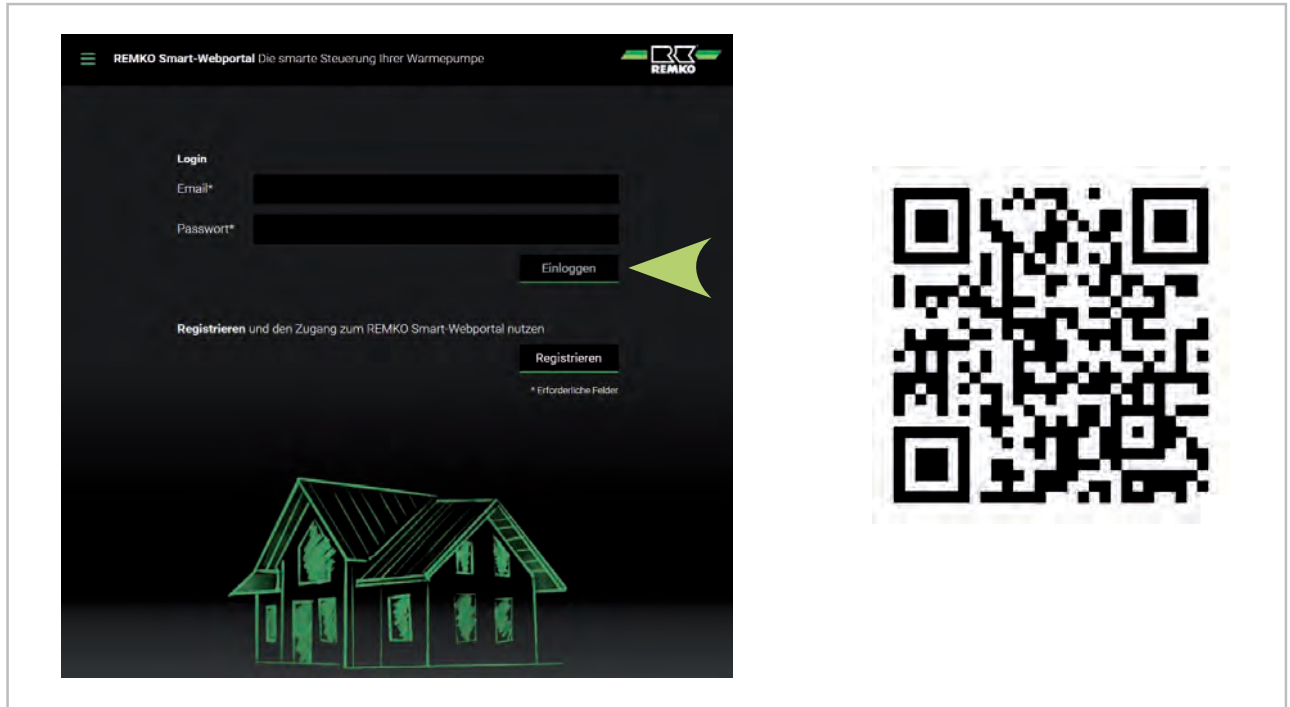 REMKO Smart-Webportal Die smarte Steuerung Ihrer Wärmepumpe
REMKO
Login
Email*
Passwort*
Einloggen
Registrieren und den Zugang zum REMKO Smart-Webportal nutzen
Registrieren
* Erforderliche Felder